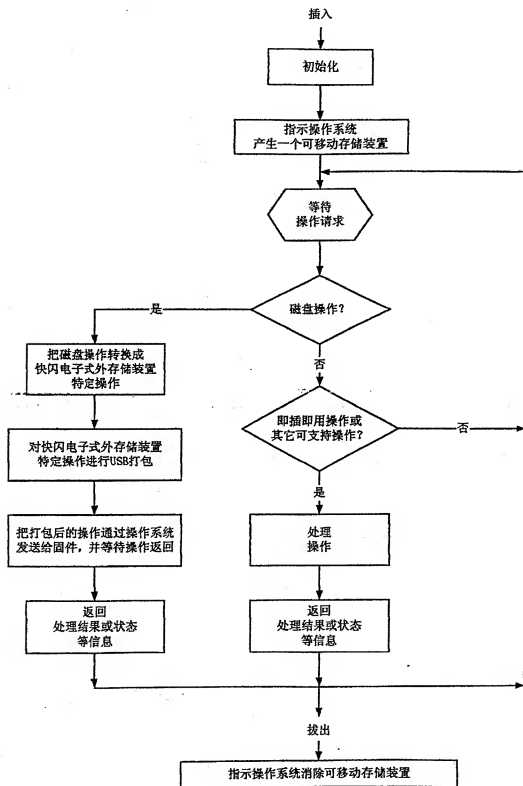 插入
初始化
指示操作系统
产生一个可移动存储装置
等待
操作请求
磁盘操作?
是
否
把磁盘操作转换成
快闪电子式外存储装置
特定操作
即插即用操作或
其它可支持操作?
否
是
对快闪电子式外存储装置
特定操作进行USB打包
处理
操作
把打包后的操作通过操作系统
发送给固件，并等待操作返回
返回
处理结果或状态
等信息
返回
处理结果或状态
等信息
拔出
指示操作系统消除可移动存储装置